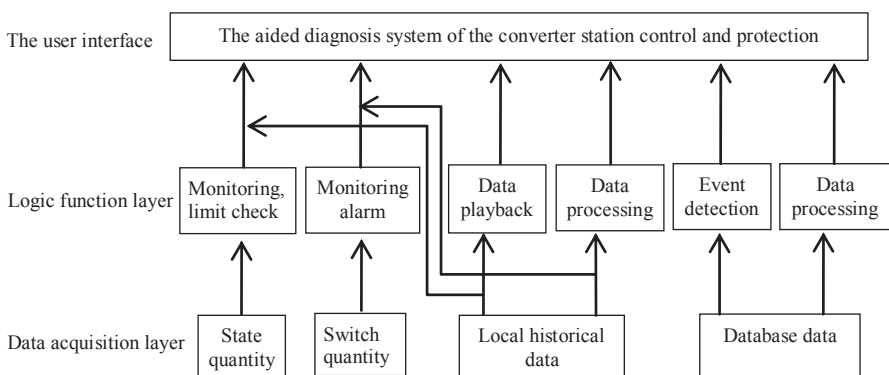 The user interface
The aided diagnosis system of the converter station control and protection
Logic function layer
Monitoring,
limit check
Monitoring
alarm
Data
playback
Data
processing
Event
detection
Data
processing
Data acquisition layer
State
quantity
Switch
quantity
Local historical
data
Database data